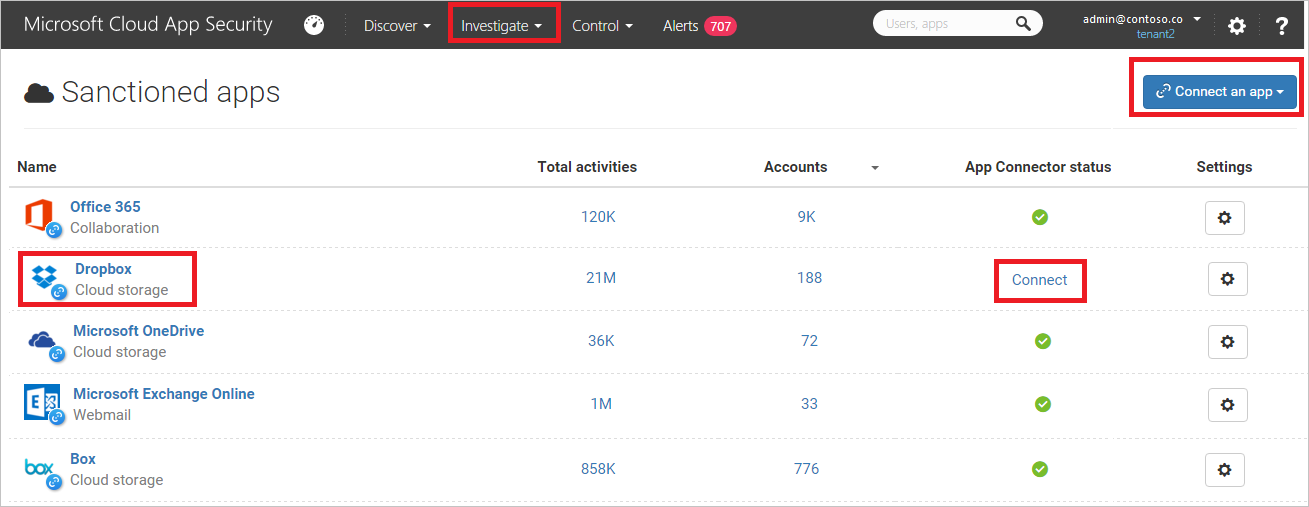 Microsoft Cloud App Security Discover Investigate Control Alerts 707 Users, apps admin@contoso.co ?
tenant2
Sanctioned apps Connect an app
Name Total activities Accounts App Connector status Settings
Office 365
Collaboration 120K 9K
Dropbox
Cloud storage 21M 188 Connect
Microsoft OneDrive
Cloud storage 36K 72
Microsoft Exchange Online
Webmail 1M 33
box Box
Cloud storage 858K 776